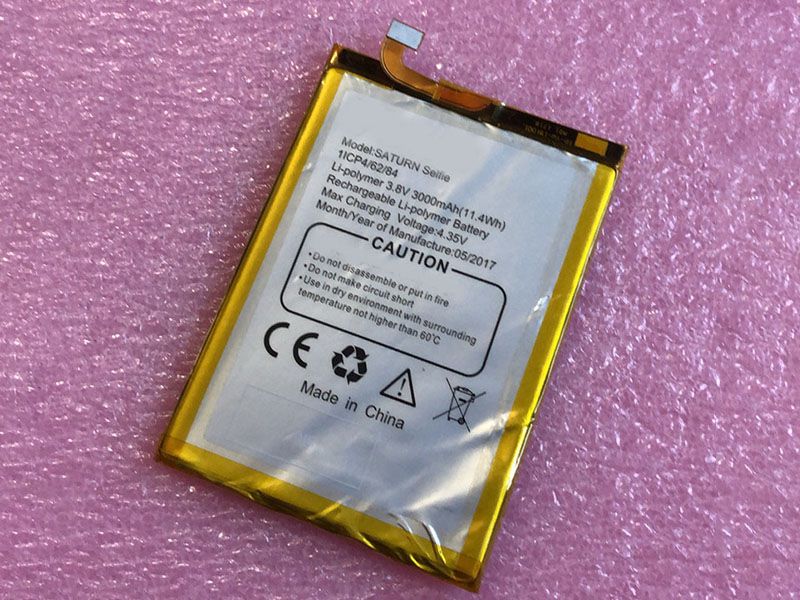 Model:SATURN Selfie
1ICP4/62/84
Li-polymer 3.8V 3000mAh(11.4Wh)
Rechargeable Li-polymer Battery
Max Charging Voltage:4.35V
Month/Year of Manufacture:05/2017
CAUTION
•Do not disassemble or put in fire
•Do not make circuit short
•Use in dry environment with surrounding
temperature not higher than 60℃
CE
Made in China